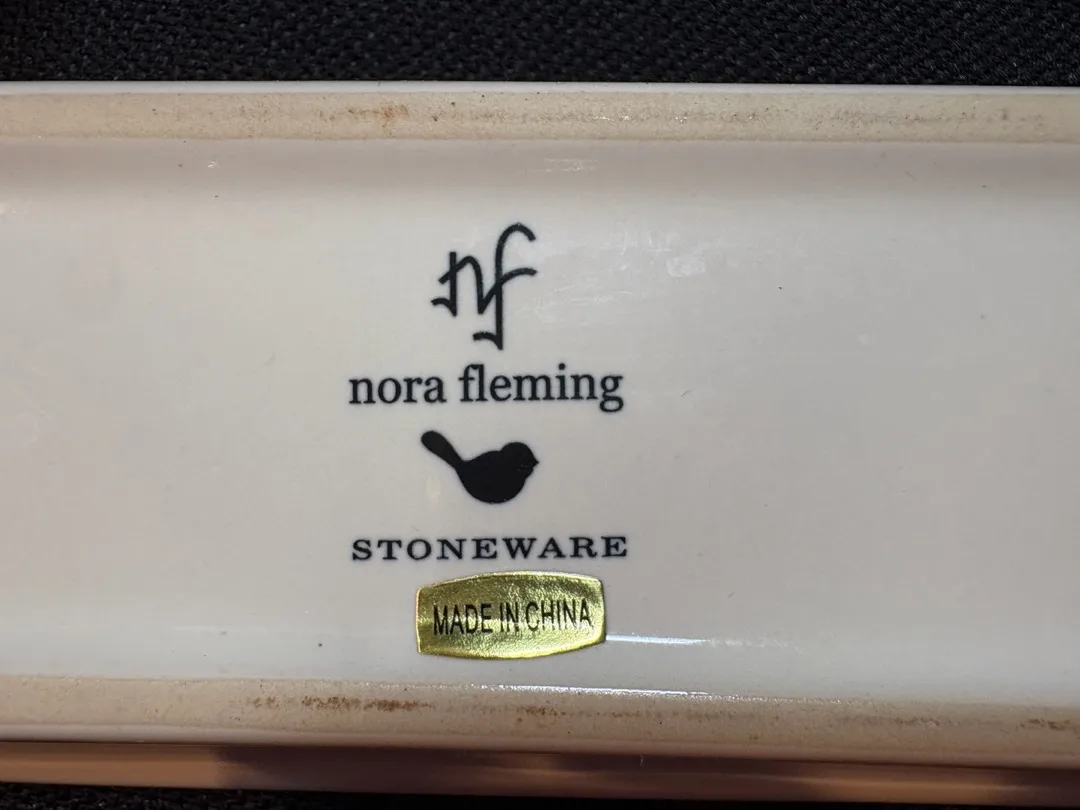 nf
nora fleming
STONEWARE
MADE IN CHINA